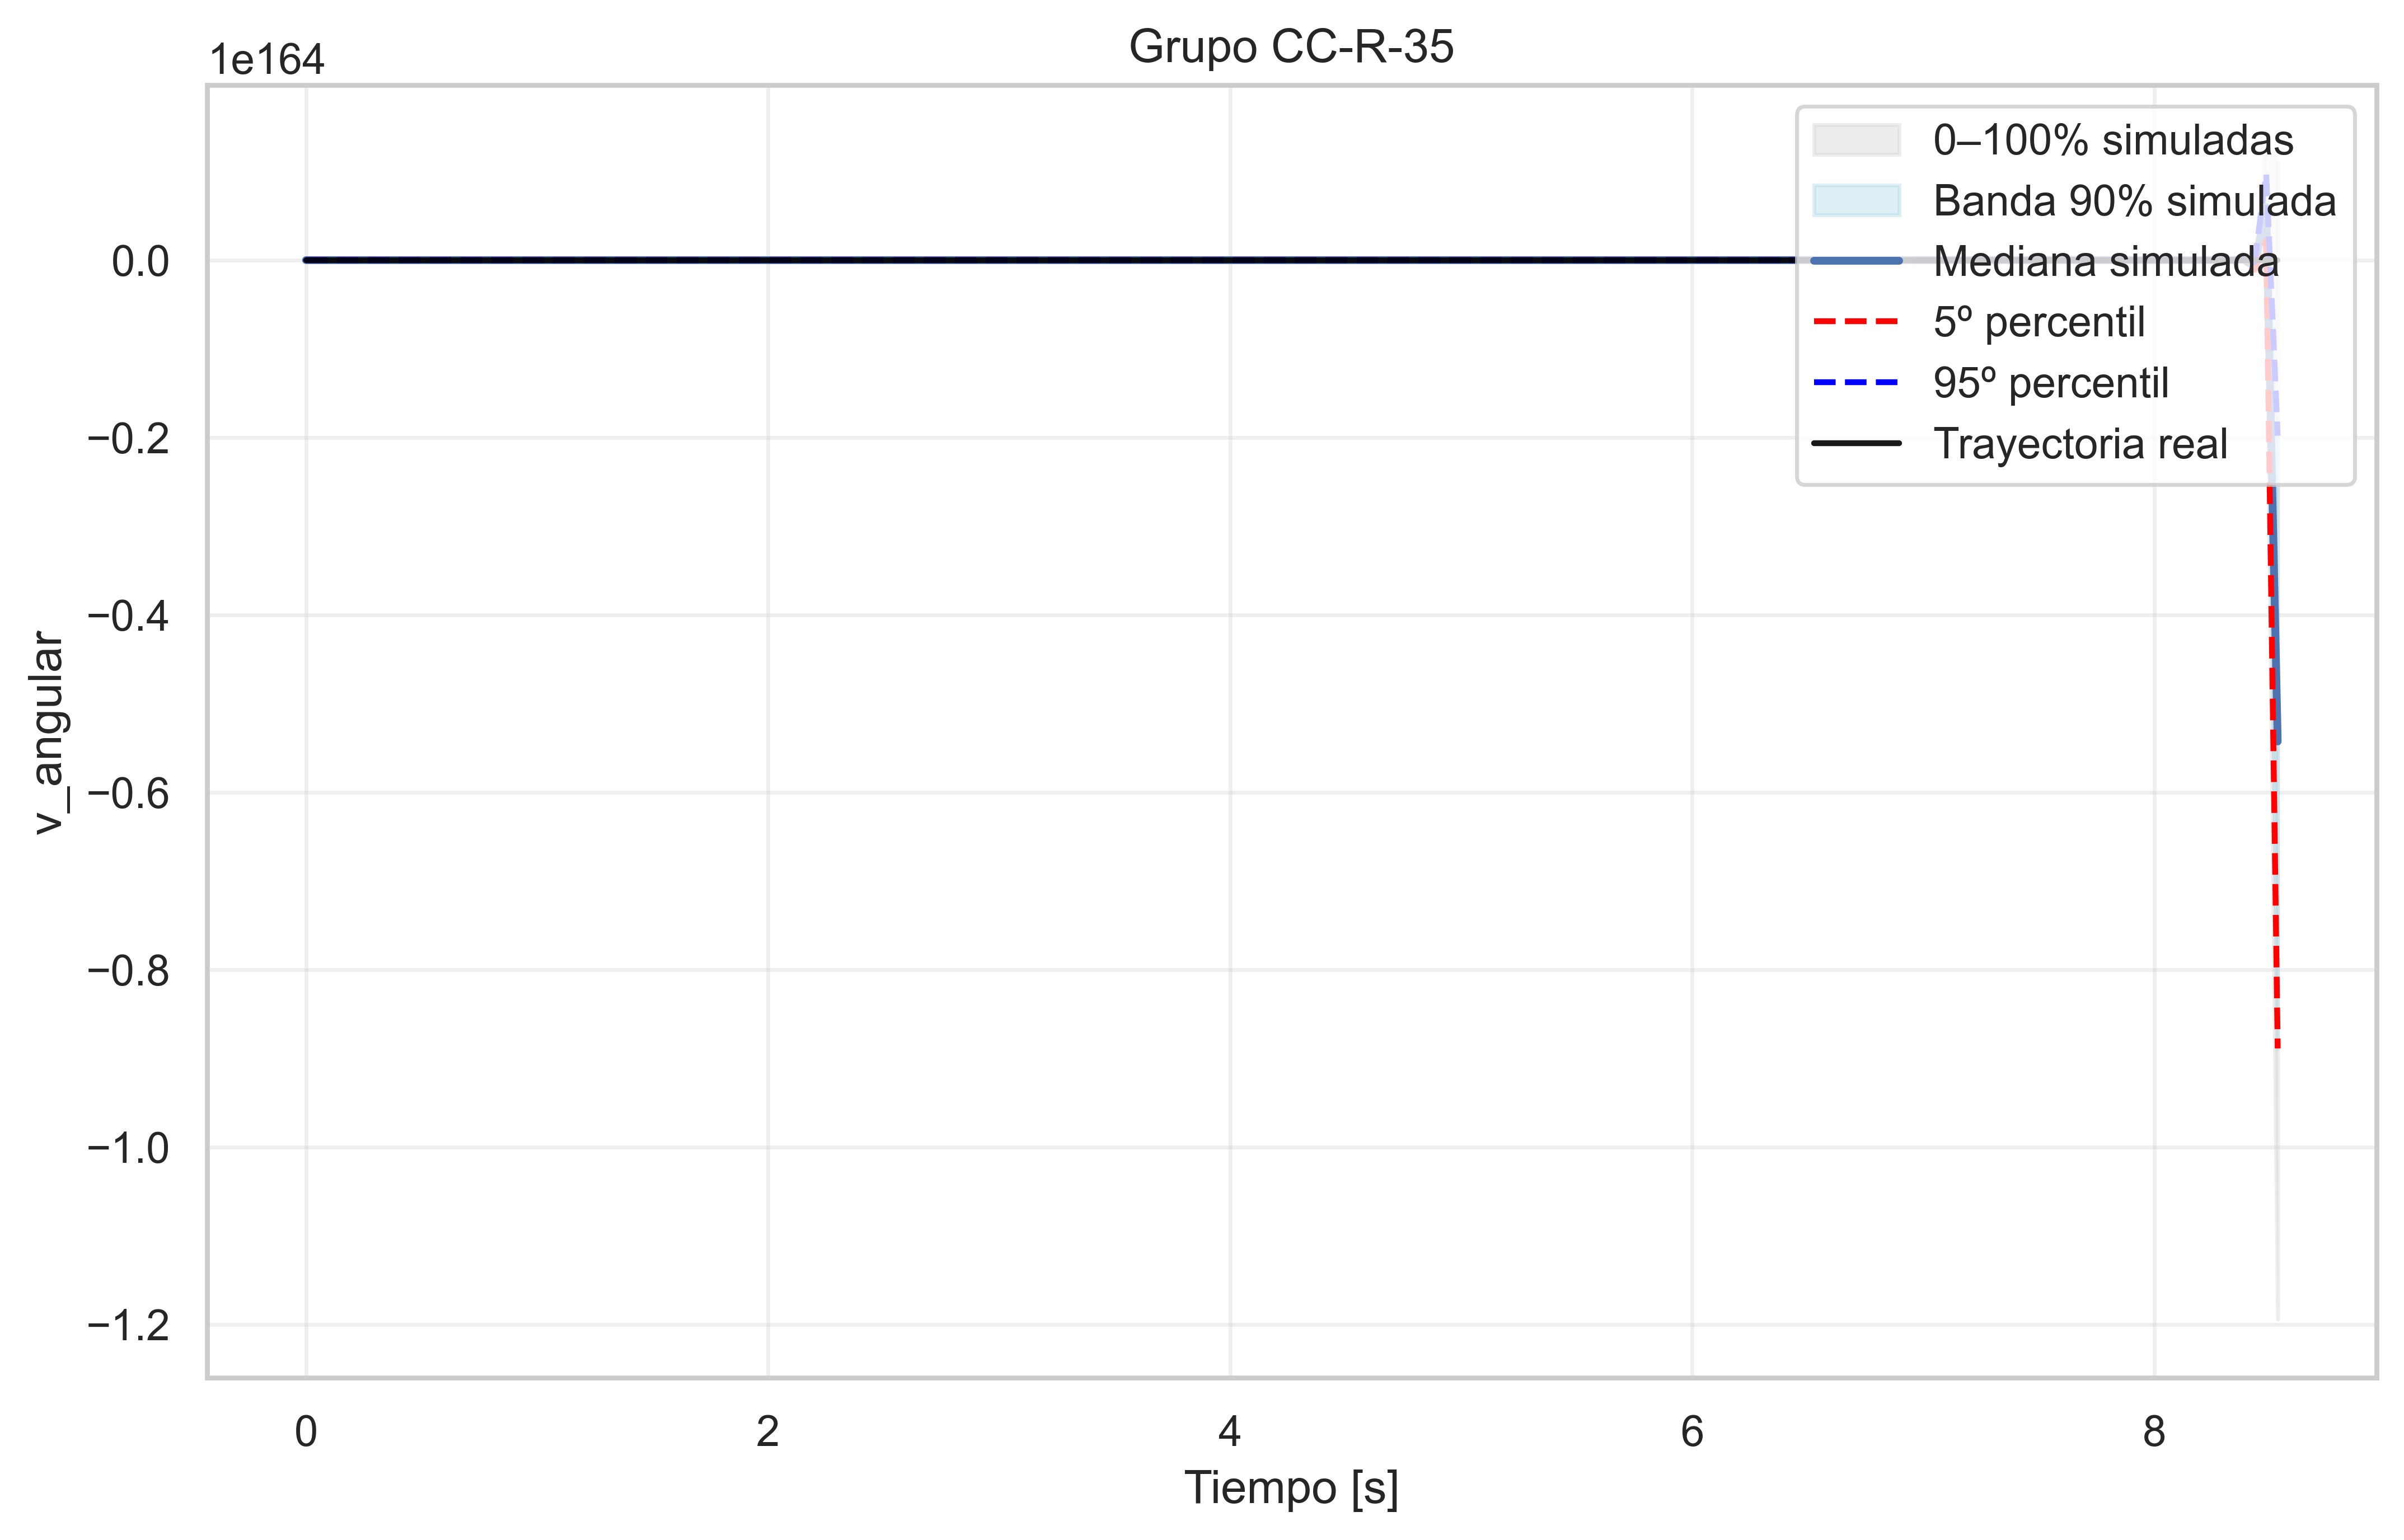 Grupo CC-R-35
1e164
0–100% simuladas
Banda 90% simulada
Mediana simulada
5º percentil
95º percentil
Trayectoria real
0.0
−0.2
−0.4
−0.6
−0.8
−1.0
−1.2
v_angular
0 2 4 6 8
Tiempo [s]